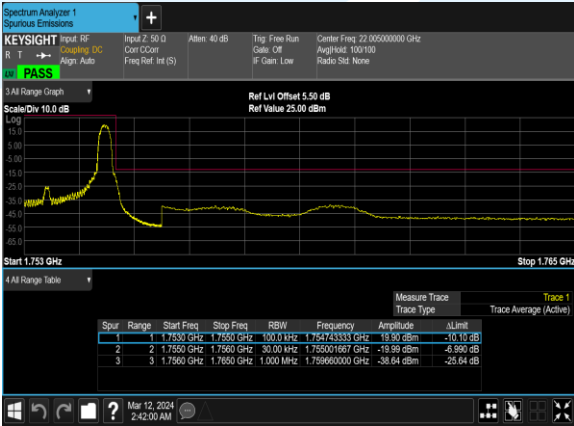 Spectrum Analyzer 1
Spurious Emissions
+
KEYSIGHT Input: RF Input Z: 50 Ω Atten: 40 dB Trig: Free Run Center Freq: 22.005000000 GHz
R T Coupling: DC Corr CCorr Gate: Off Avg|Hold: 100/100
Align: Auto Freq Ref: Int (S) IF Gain: Low Radio Std: None
PASS
3 All Range Graph
Ref Lvl Offset 5.50 dB
Scale/Div 10.0 dB Ref Value 25.00 dBm
Log
15.0
5.00
-5.00
-15.0
-25.0
-35.0
-45.0
-55.0
-65.0
Start 1.753 GHz Stop 1.765 GHz
4 All Range Table
Measure Trace Trace 1
Trace Type Trace Average (Active)
Spur Range Start Freq Stop Freq RBW Frequency Amplitude ΔLimit
1 1 1.7530 GHz 1.7550 GHz 100.0 kHz 1.754743333 GHz 19.90 dBm -10.10 dB
2 2 1.7550 GHz 1.7560 GHz 30.00 kHz 1.755001667 GHz -19.99 dBm -6.990 dB
3 3 1.7560 GHz 1.7650 GHz 1.000 MHz 1.759660000 GHz -38.64 dBm -25.64 dB
? Mar 12, 2024
2:42:00 AM